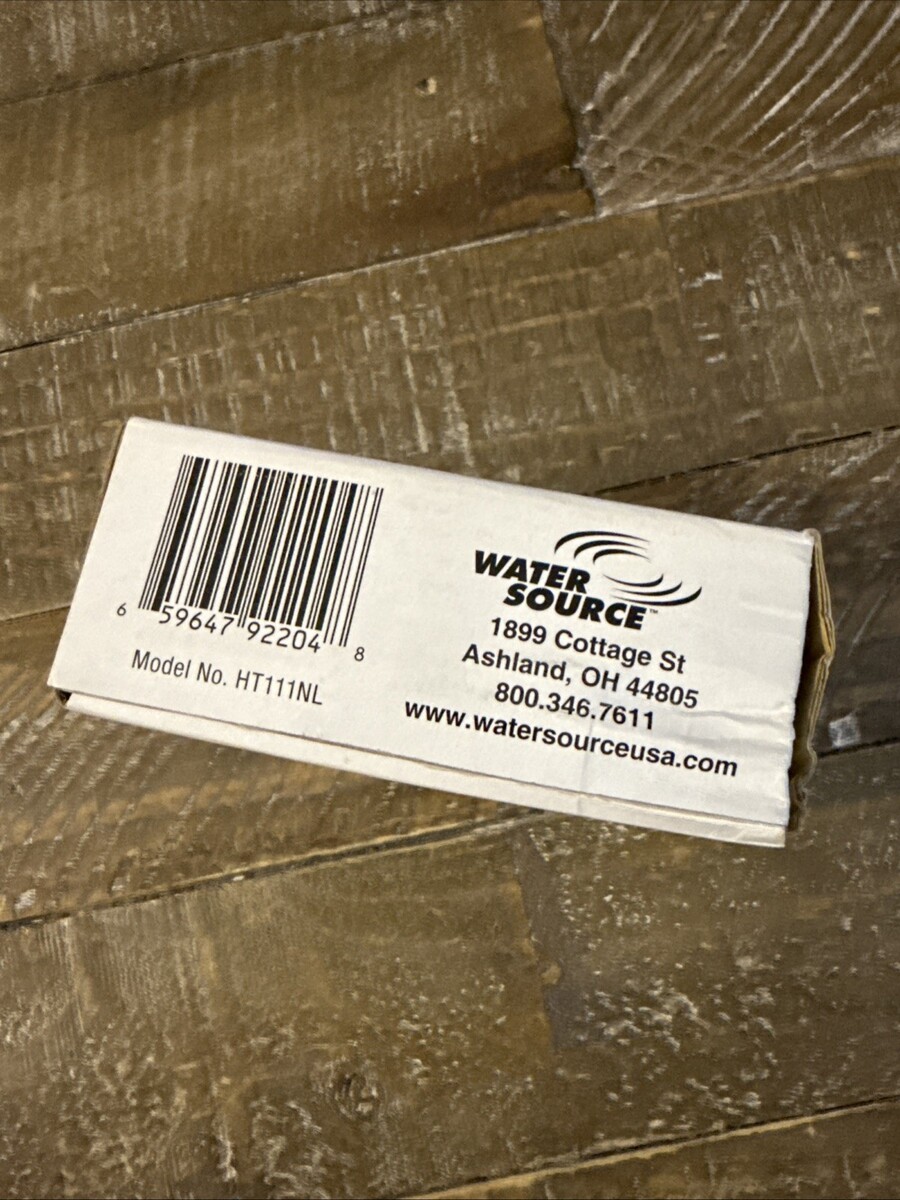 6 59647 92204 8
Model No. HT111NL
WATER
SOURCE™
1899 Cottage St
Ashland, OH 44805
800.346.7611
www.watersourceusa.com